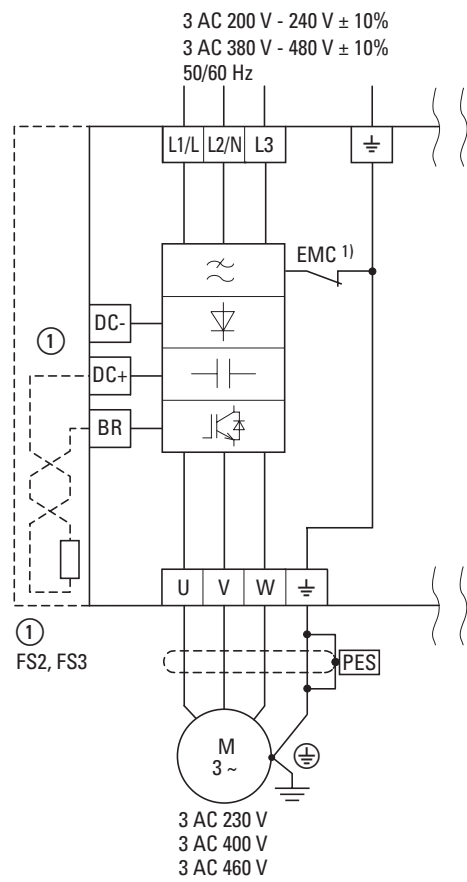 3 AC 200 V - 240 V ± 10%
3 AC 380 V - 480 V ± 10%
50/60 Hz
L1/L L2/N L3
EMC 1)
DC-
①
DC+
BR
U V W
①
FS2, FS3
PES
M
3 ~
3 AC 230 V
3 AC 400 V
3 AC 460 V